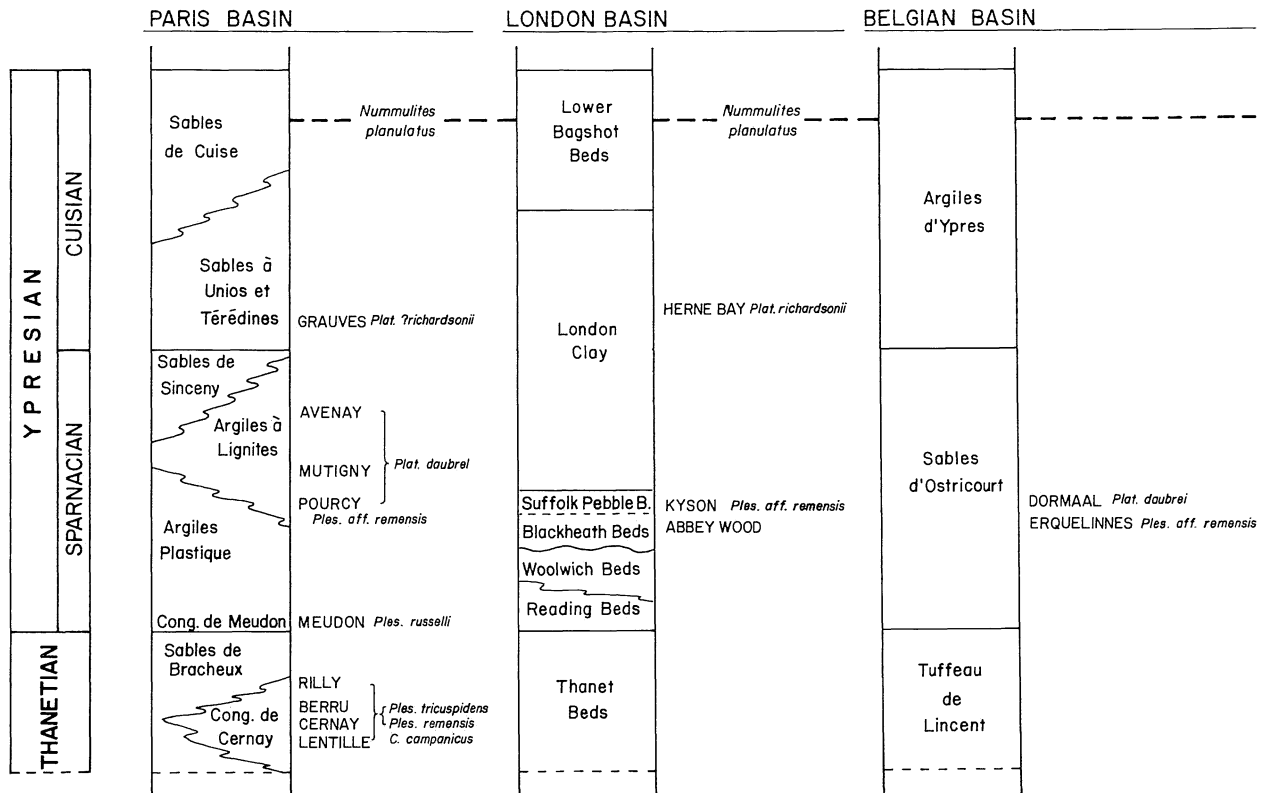 PARIS BASIN
LONDON BASIN
BELGIAN BASIN
YPRESIAN
CUISIAN
SPARNACIAN
THANETIAN
Sables
de Cuise
Nummulites
planulatus
Sables à
Unios et
Térédines
GRAUVES Plat. ?richardsonii
Sables de
Sinceny
Argiles à
Lignites
AVENAY
MUTIGNY
Plat. daubrel
POURCY
Ples. aff. remensis
Argiles
Plastique
Cong. de Meudon
MEUDON Ples. russelli
Sables de
Bracheux
Cong. de
Cernay
RILLY
BERRU
CERNAY
LENTILLE
Ples. tricuspidens
Ples. remensis
C. campanicus
Lower
Bagshot
Beds
Nummulites
planulatus
London
Clay
HERNE BAY Plat. richardsonii
Suffolk Pebble B.
KYSON Ples. aff. remensis
Blackheath Beds
ABBEY WOOD
Woolwich Beds
Reading Beds
Thanet
Beds
Argiles
d'Ypres
Sables
d'Ostricourt
DORMAAL Plat. daubrei
ERQUELINNES Ples. aff. remensis
Tuffeau
de
Lincent